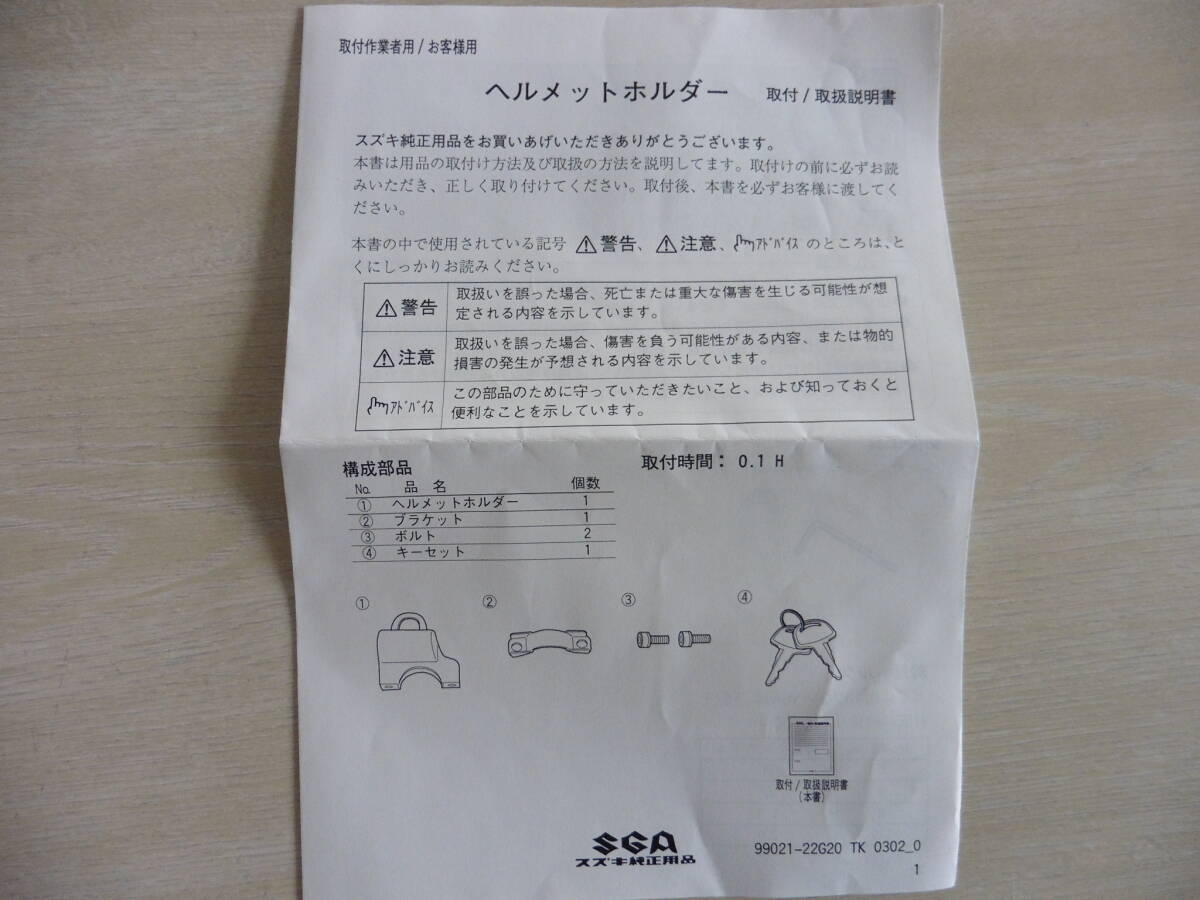 取付作業者用/お客様用
ヘルメットホルダー 取付/取扱説明書
スズキ純正用品をお買いあげいただきありがとうございます。
本書は用品の取付け方法及び取扱の方法を説明してます。取付けの前に必ずお読
みいただき、正しく取り付けてください。取付後、本書を必ずお客様に渡してく
ださい。
本書の中で使用されている記号 ⚠警告、⚠注意、アドバイス のところは、と
くにしっかりお読みください。
⚠警告
取扱いを誤った場合、死亡または重大な傷害を生じる可能性が想
定される内容を示しています。
⚠注意
取扱いを誤った場合、傷害を負う可能性がある内容、または物的
損害の発生が予想される内容を示しています。
アドバイス
この部品のために守っていただきたいこと、および知っておくと
便利なことを示しています。
構成部品
取付時間： 0.1 H
No. 品 名 個数
① ヘルメットホルダー 1
② ブラケット 1
③ ボルト 2
④ キーセット 1
① ② ③ ④
取付/取扱説明書
(本書)
SGA
スズキ純正用品
99021-22G20 TK 0302_0
1